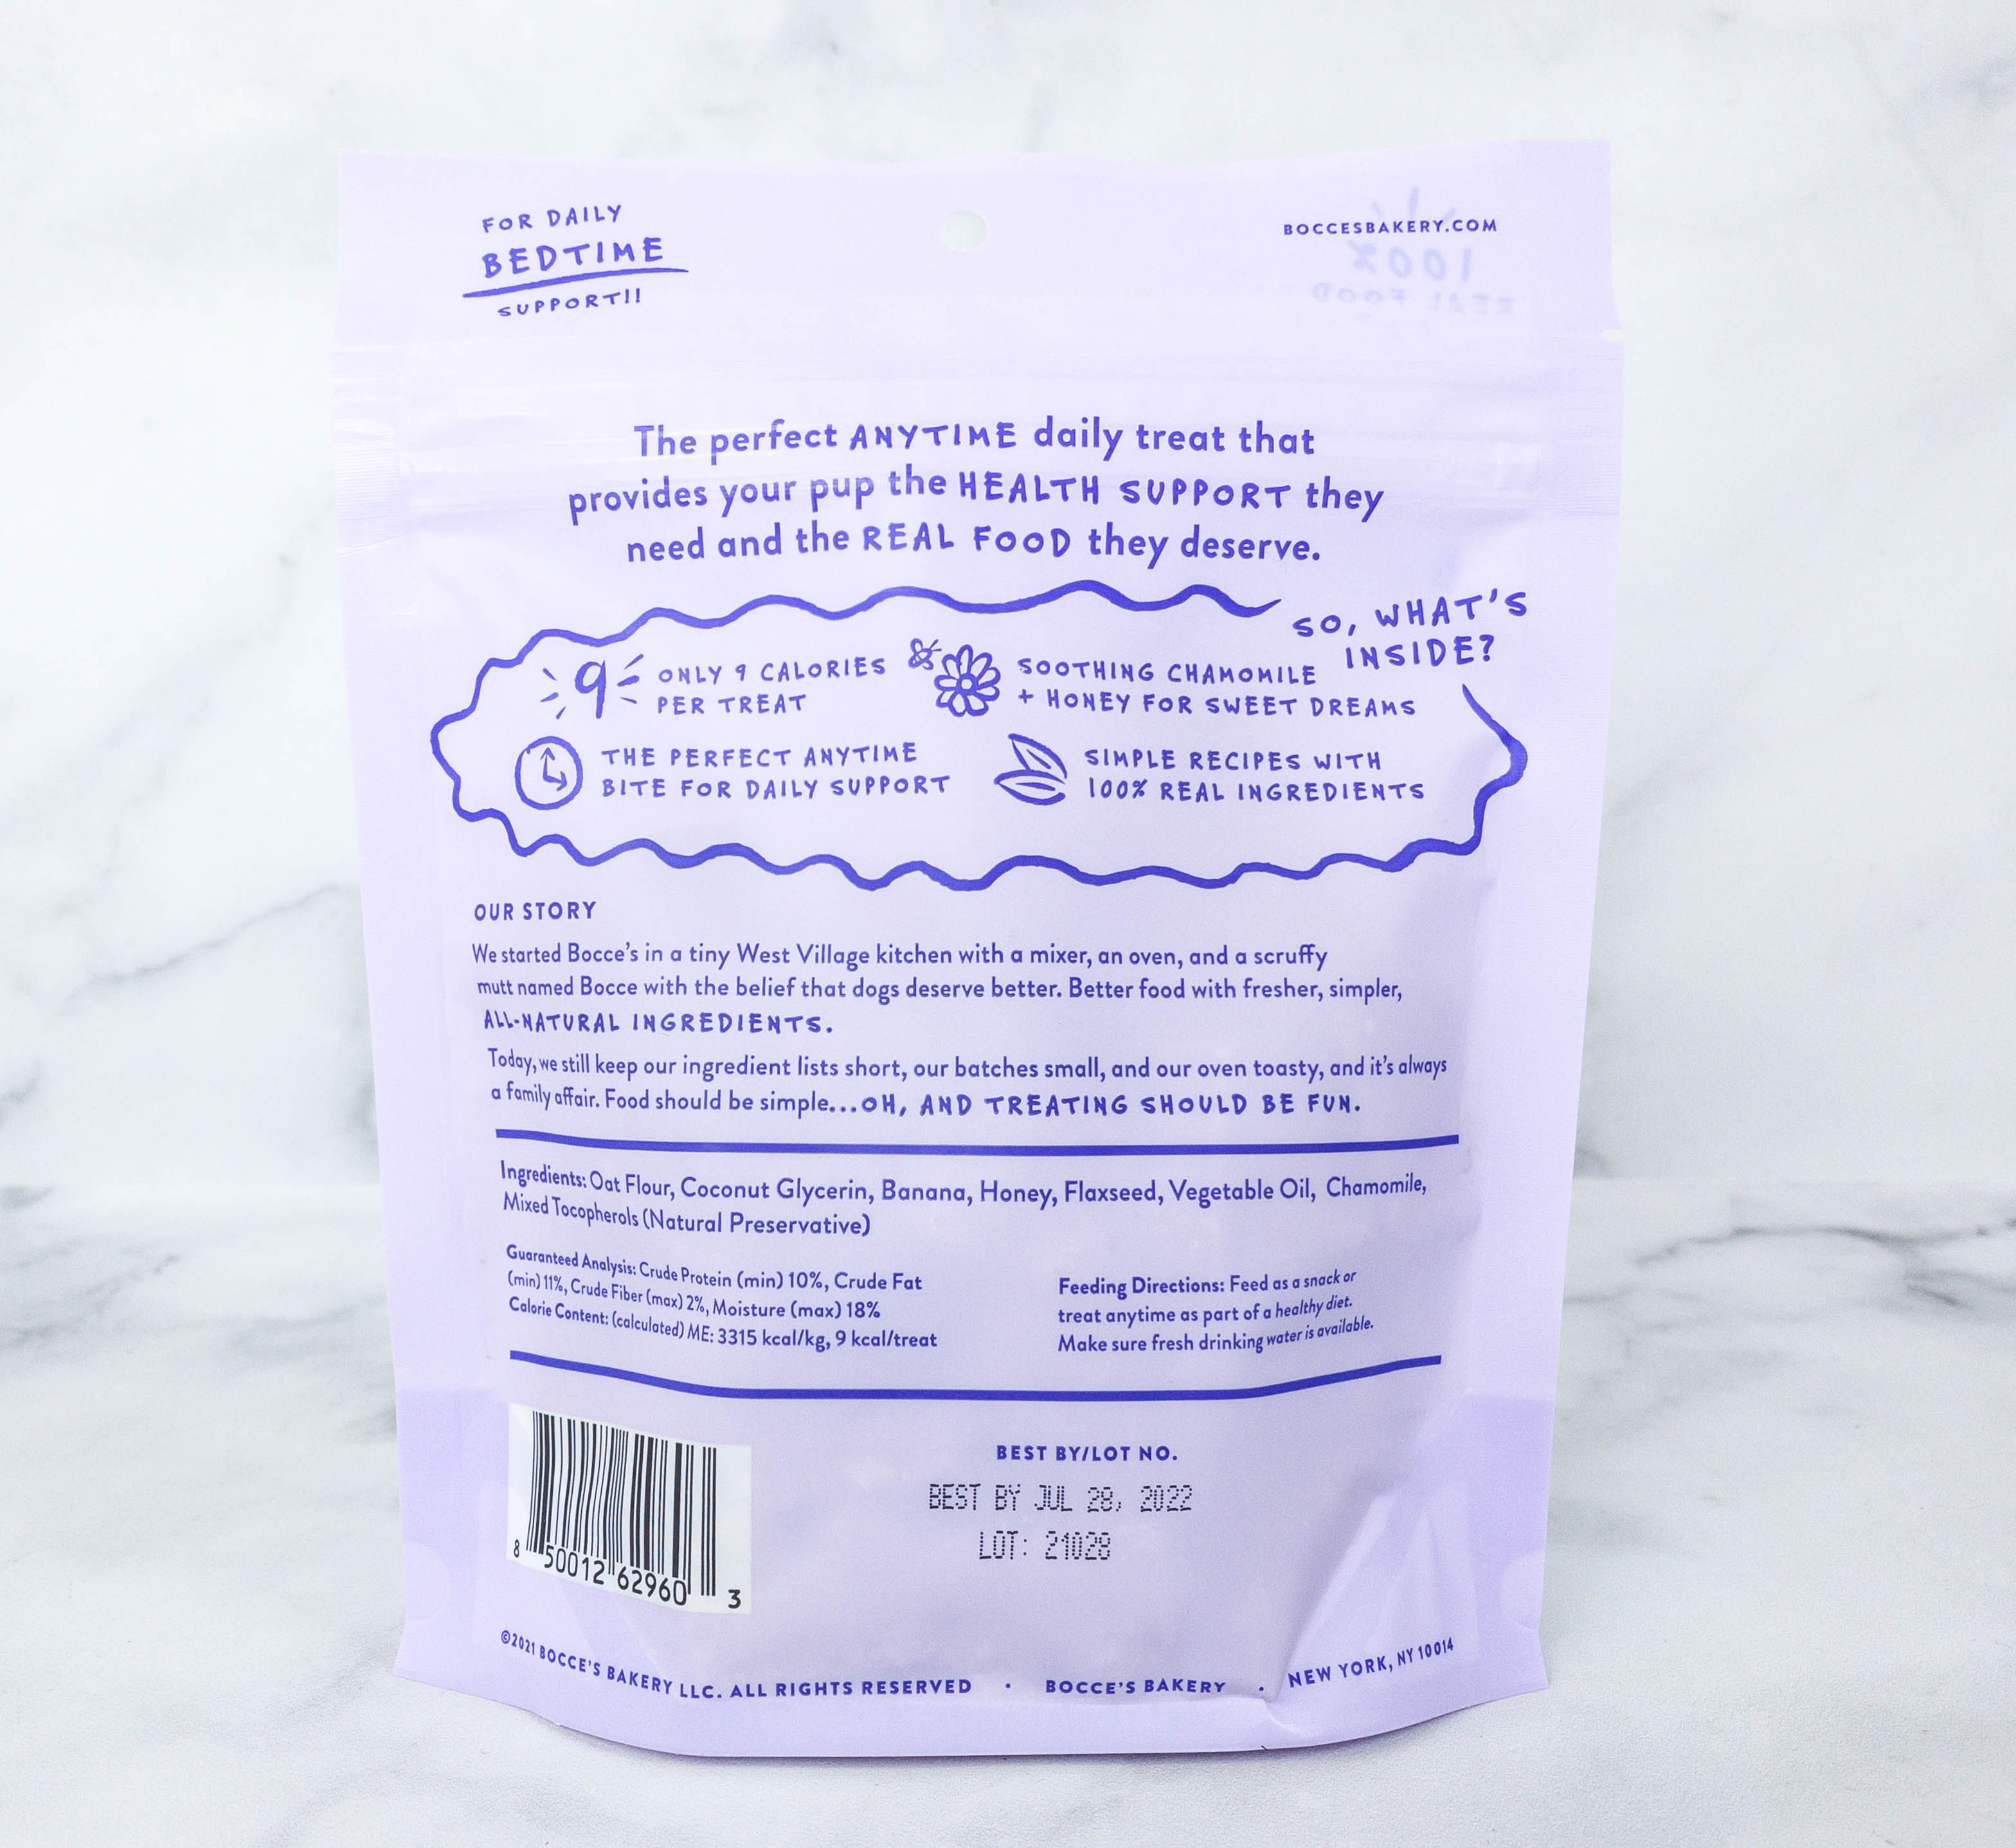 FOR DAILY
BEDTIME
SUPPORT!!
BOCCESBAKERY.COM
100%
REAL FOOD
The perfect ANYTIME daily treat that
provides your pup the HEALTH SUPPORT they
need and the REAL FOOD they deserve.
SO, WHAT'S
INSIDE?
9
ONLY 9 CALORIES
PER TREAT
SOOTHING CHAMOMILE
+ HONEY FOR SWEET DREAMS
THE PERFECT ANYTIME
BITE FOR DAILY SUPPORT
SIMPLE RECIPES WITH
100% REAL INGREDIENTS
OUR STORY
We started Bocce's in a tiny West Village kitchen with a mixer, an oven, and a scruffy
mutt named Bocce with the belief that dogs deserve better. Better food with fresher, simpler,
ALL-NATURAL INGREDIENTS.
Today, we still keep our ingredient lists short, our batches small, and our oven toasty, and it's always
a family affair. Food should be simple...OH, AND TREATING SHOULD BE FUN.
Ingredients: Oat Flour, Coconut Glycerin, Banana, Honey, Flaxseed, Vegetable Oil, Chamomile,
Mixed Tocopherols (Natural Preservative)
Guaranteed Analysis: Crude Protein (min) 10%, Crude Fat
(min) 11%, Crude Fiber (max) 2%, Moisture (max) 18%
Calorie Content: (calculated) ME: 3315 kcal/kg, 9 kcal/treat
Feeding Directions: Feed as a snack or
treat anytime as part of a healthy diet.
Make sure fresh drinking water is available.
8 50012 62960 3
BEST BY/LOT NO.
BEST BY JUL 28, 2022
LOT: 21028
©2021 BOCCE'S BAKERY LLC. ALL RIGHTS RESERVED • BOCCE'S BAKERY • NEW YORK, NY 10014